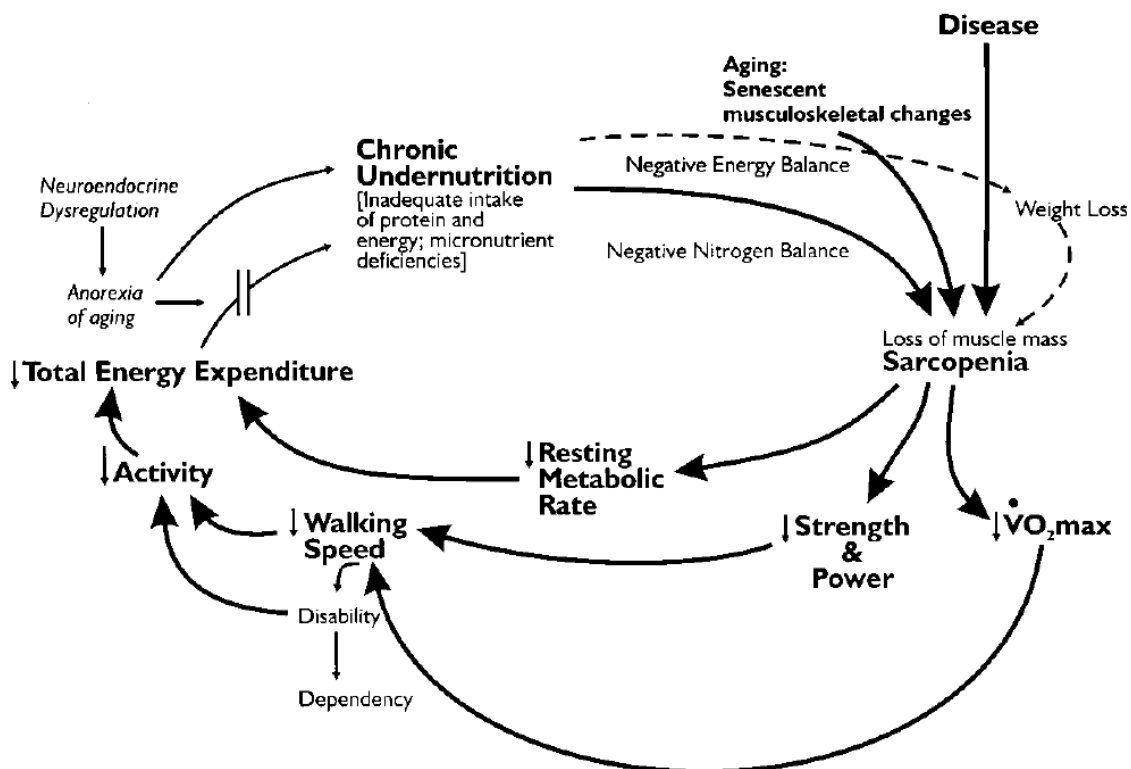 Disease
Aging:
Senescent
musculoskeletal changes
Chronic
Undernutrition
[Inadequate intake
of protein and
energy; micronutrient
deficiencies]
Negative Energy Balance
Negative Nitrogen Balance
Neuroendocrine
Dysregulation
Weight Loss
Anorexia
of aging
Loss of muscle mass
Sarcopenia
↓Total Energy Expenditure
↓Resting
Metabolic
Rate
↓Activity
↓Walking
Speed
↓Strength
&
Power
↓V̇O₂max
Disability
Dependency